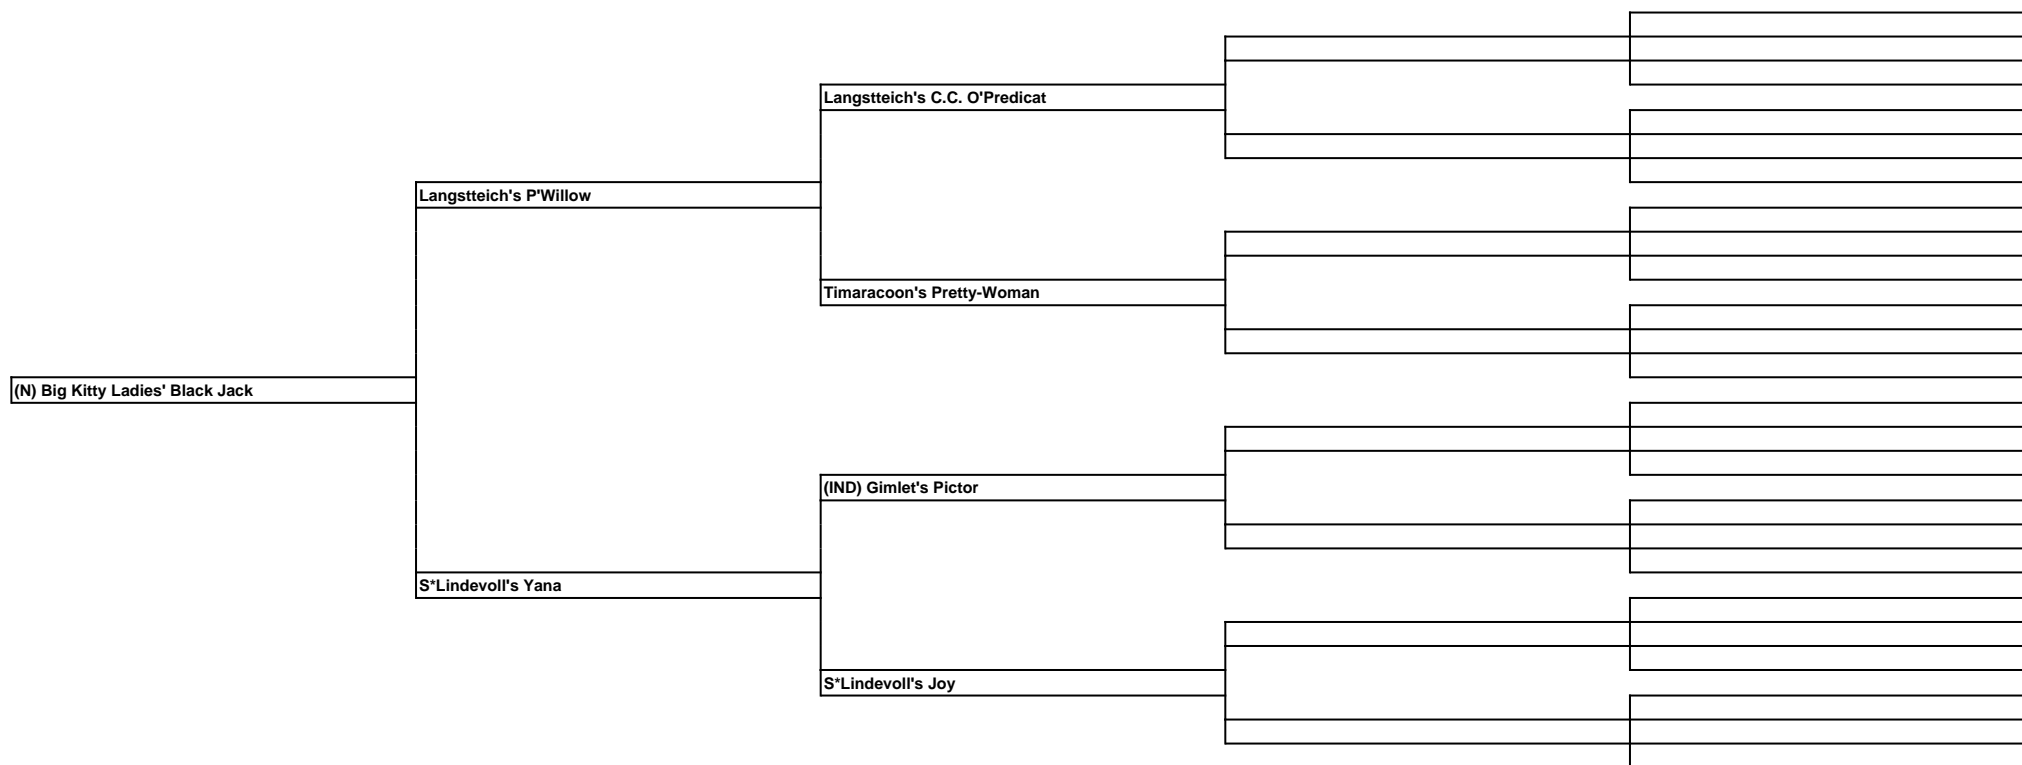 Langstteich's C.C. O'Predicat
Langstteich's P'Willow
Timaracoon's Pretty-Woman
(N) Big Kitty Ladies' Black Jack
(IND) Gimlet's Pictor
S*Lindevoll's Yana
S*Lindevoll's Joy